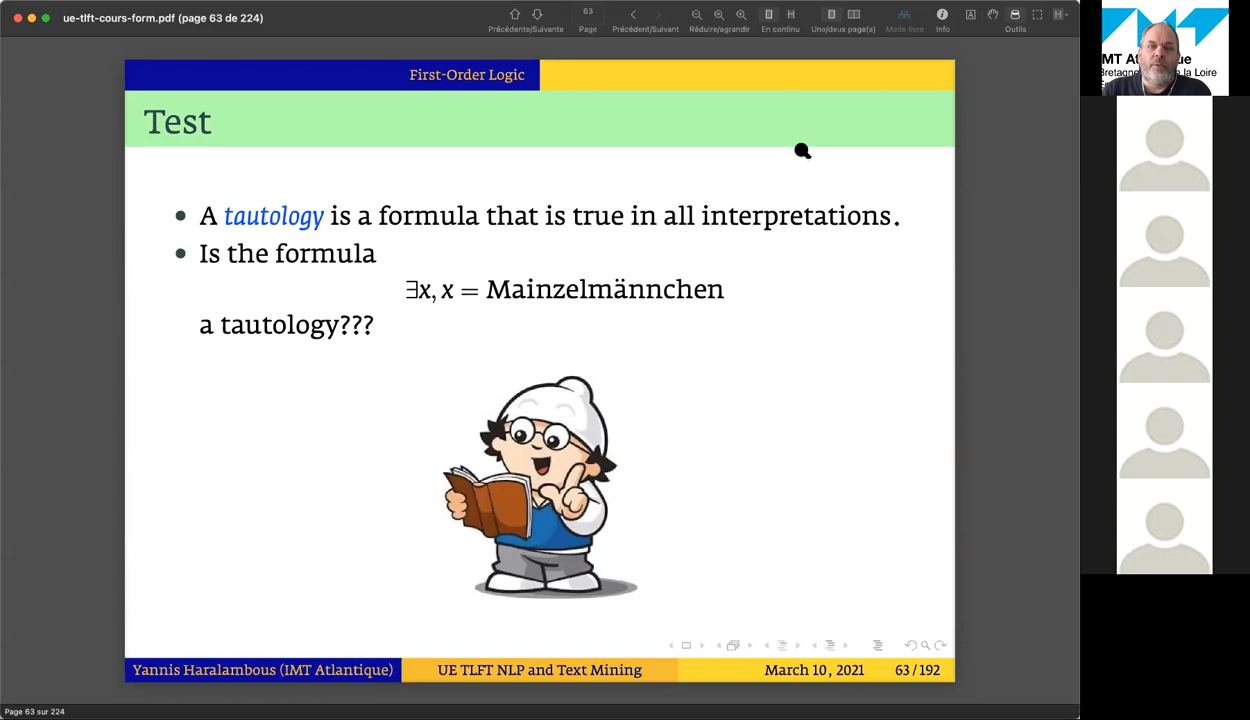 ue-tlft-cours-form.pdf (page 63 de 224)
63
Précédente/Suivante
Page
Précédent/Suivant
Réduire/agrandir
En continu
Une/deux page(s)
Mode livre
Info
Outils
First-Order Logic
Test
• A tautology is a formula that is true in all interpretations.
• Is the formula
∃x, x = Mainzelmännchen
a tautology???
Yannis Haralambous (IMT Atlantique)
UE TLFT NLP and Text Mining
March 10, 2021
63 / 192
Page 63 sur 224